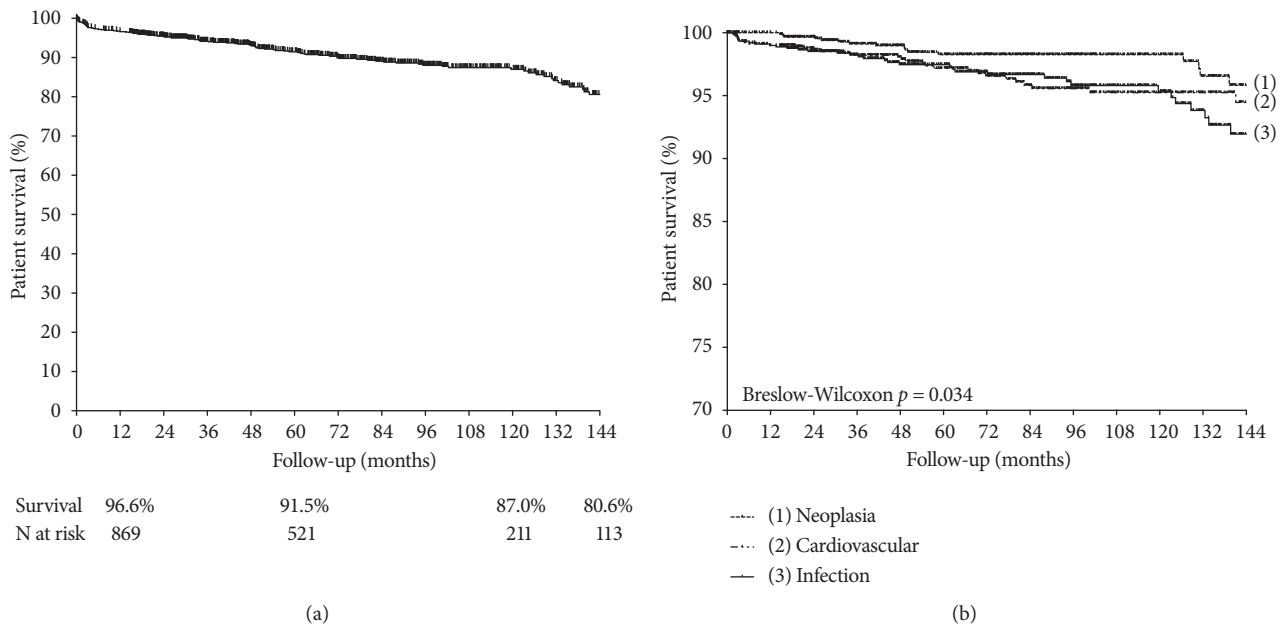 100
90
80
70
60
50
40
30
20
10
0
Patient survival (%)
0 12 24 36 48 60 72 84 96 108 120 132 144
Follow-up (months)
Survival 96.6% 91.5% 87.0% 80.6%
N at risk 869 521 211 113
(a)
100
95
90
85
80
75
70
Patient survival (%)
(1)
(2)
(3)
Breslow-Wilcoxon p = 0.034
0 12 24 36 48 60 72 84 96 108 120 132 144
Follow-up (months)
(1) Neoplasia
(2) Cardiovascular
(3) Infection
(b)